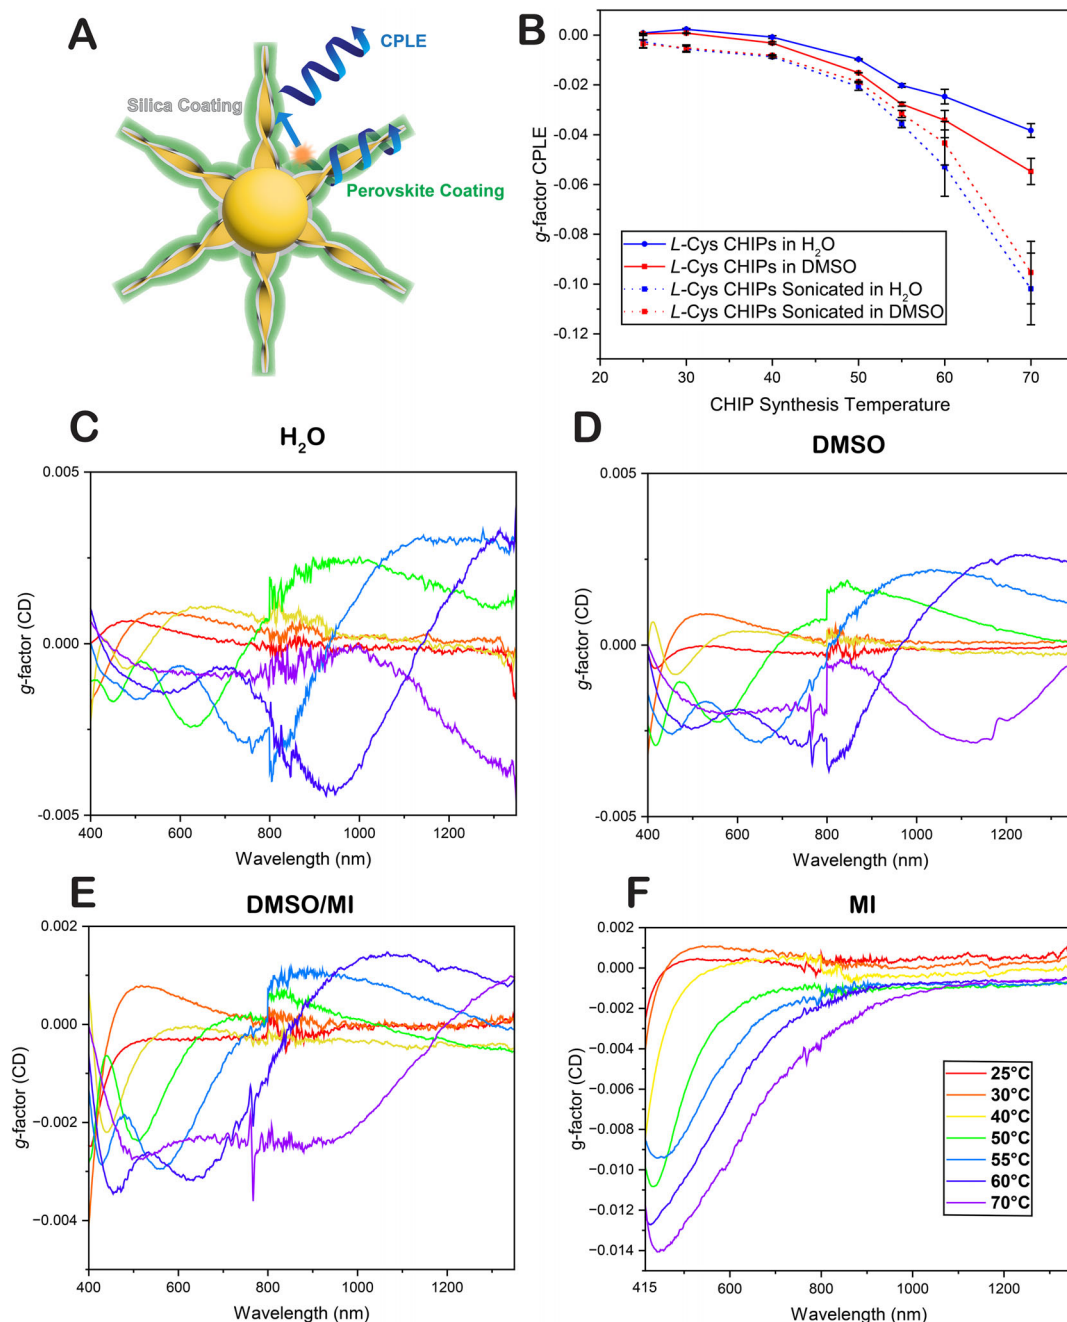 A
CPLE
Silica Coating
Perovskite Coating
B
0.00
-0.02
-0.04
-0.06
-0.08
-0.10
-0.12
g-factor CPLE
L-Cys CHIPs in H₂O
L-Cys CHIPs in DMSO
L-Cys CHIPs Sonicated in H₂O
L-Cys CHIPs Sonicated in DMSO
20 30 40 50 60 70
CHIP Synthesis Temperature
C
H₂O
0.005
0.000
-0.005
g-factor (CD)
400 600 800 1000 1200
Wavelength (nm)
D
DMSO
0.005
0.000
-0.005
g-factor (CD)
400 600 800 1000 1200
Wavelength (nm)
E
DMSO/MI
0.002
0.000
−0.002
−0.004
g-factor (CD)
400 600 800 1000 1200
Wavelength (nm)
F
MI
0.002
0.000
−0.002
−0.004
−0.006
−0.008
−0.010
−0.012
−0.014
g-factor (CD)
25°C
30°C
40°C
50°C
55°C
60°C
70°C
415 600 800 1000 1200
Wavelength (nm)